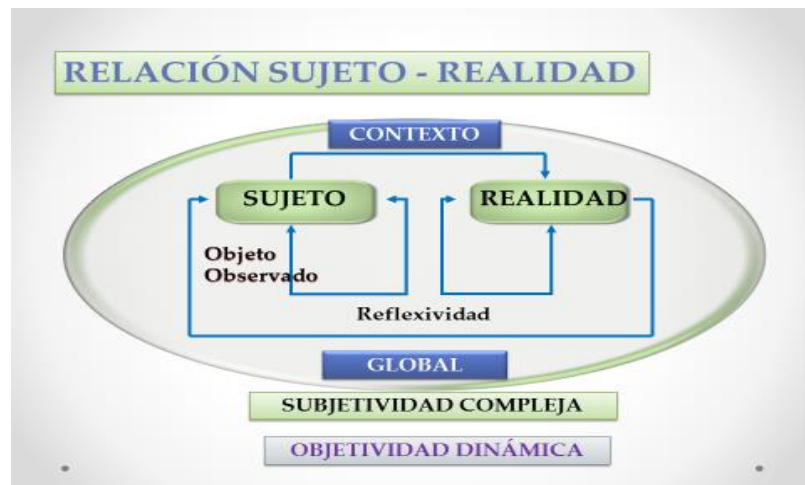 RELACIÓN SUJETO - REALIDAD
CONTEXTO
SUJETO
REALIDAD
Objeto
Observado
Reflexividad
GLOBAL
SUBJETIVIDAD COMPLEJA
OBJETIVIDAD DINÁMICA